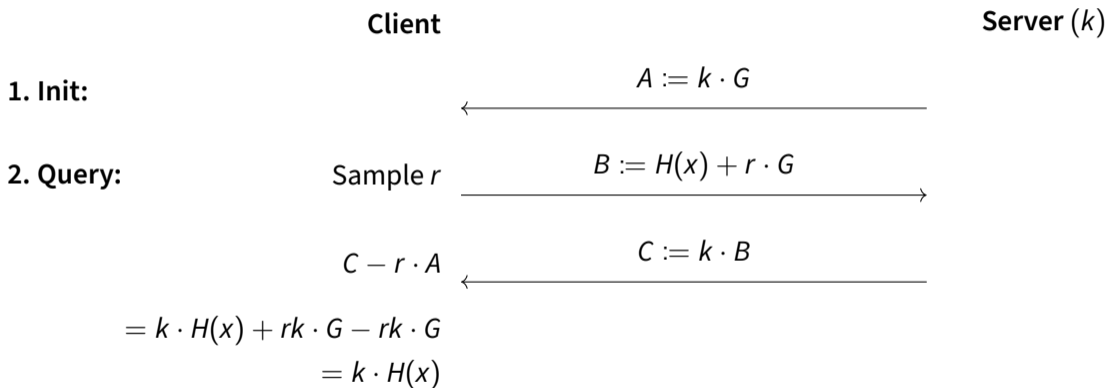 Client Server (k)
1. Init: A := k · G
2. Query: Sample r B := H(x) + r · G
C − r · A C := k · B
= k · H(x) + rk · G − rk · G
= k · H(x)